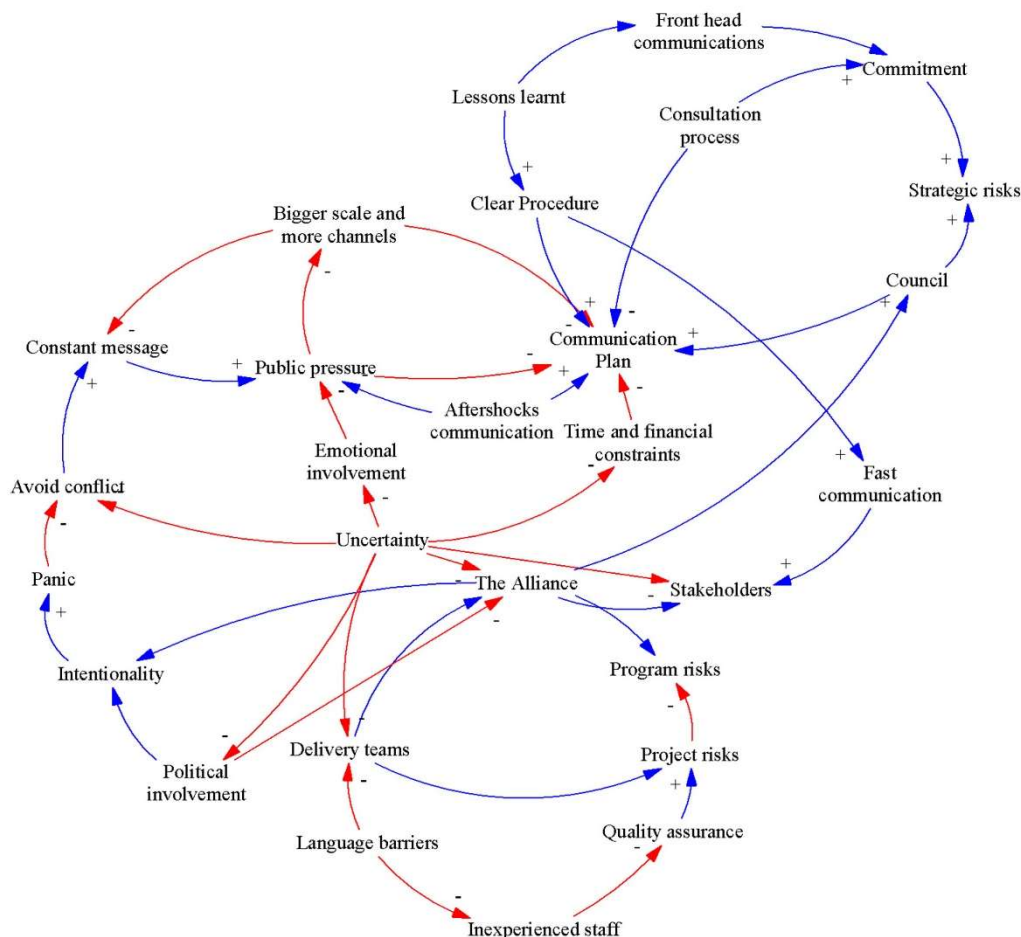 Front head
communications
Commitment
+
Lessons learnt
Consultation
process
+
+
Strategic risks
+
Clear Procedure
Bigger scale and
more channels
-
Council
+
+
-
-
-
Constant message
+
Communication
Plan
+
-
Public pressure
-
+
-
+
-
Aftershocks
communication
Time and financial
constraints
-
Emotional
involvement
-
+
Fast
communication
Avoid conflict
-
-
Uncertainty
+
Panic
+
-
The Alliance
-
-
Stakeholders
Intentionality
Program risks
-
-
-
Delivery teams
-
Project risks
+
Political
involvement
Language barriers
Quality assurance
-
-
Inexperienced staff